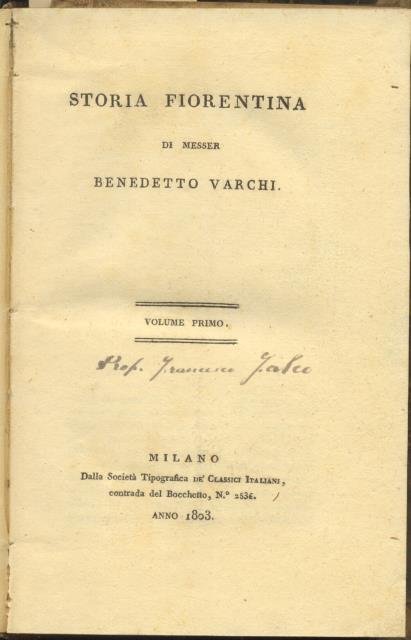 STORIA FIORENTINA
DI MESSER
BENEDETTO VARCHI.
VOLUME PRIMO.
Prof. Francesco
MILANO
Dalla Società Tipografica DE' CLASSICI ITALIANI,
contrada del Bocchetto, N.º 2536.
ANNO 1803.